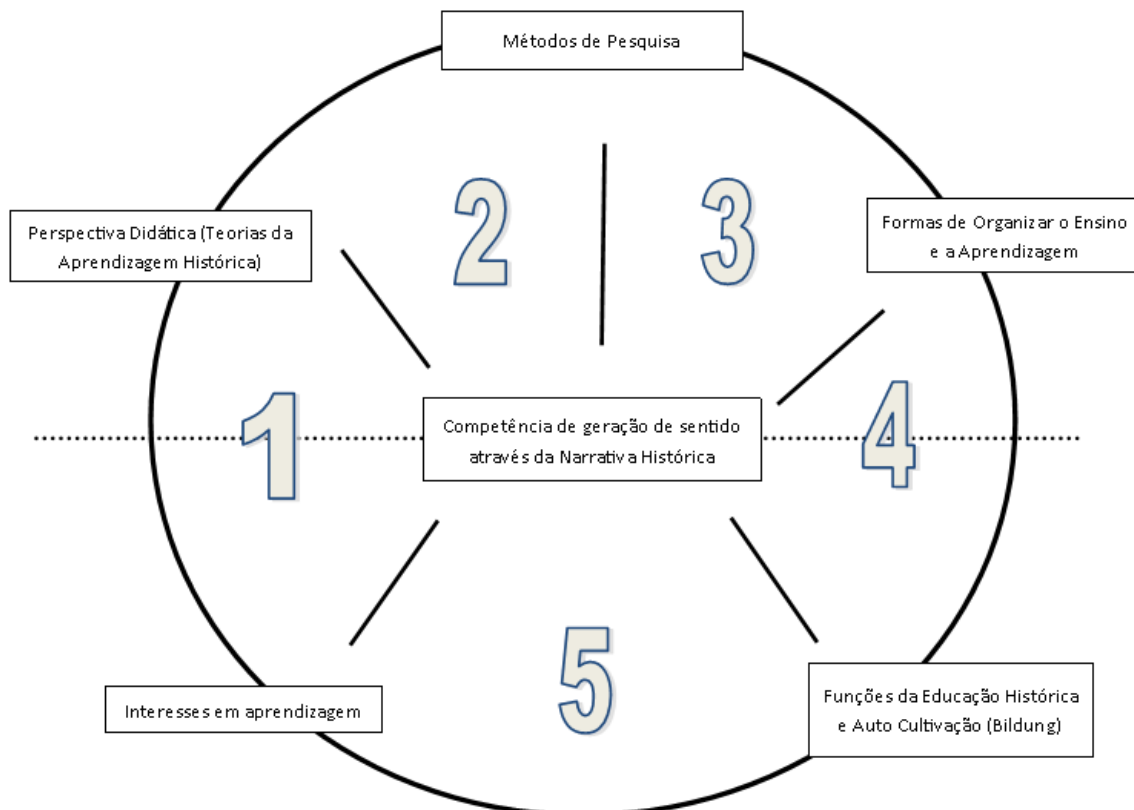 Métodos de Pesquisa
2
3
Perspectiva Didática (Teorias da
Aprendizagem Histórica)
Formas de Organizar o Ensino
e a Aprendizagem
1
Competência de geração de sentido
através da Narrativa Histórica
4
5
Interesses em aprendizagem
Funções da Educação Histórica
e Auto Cultivação (Bildung)